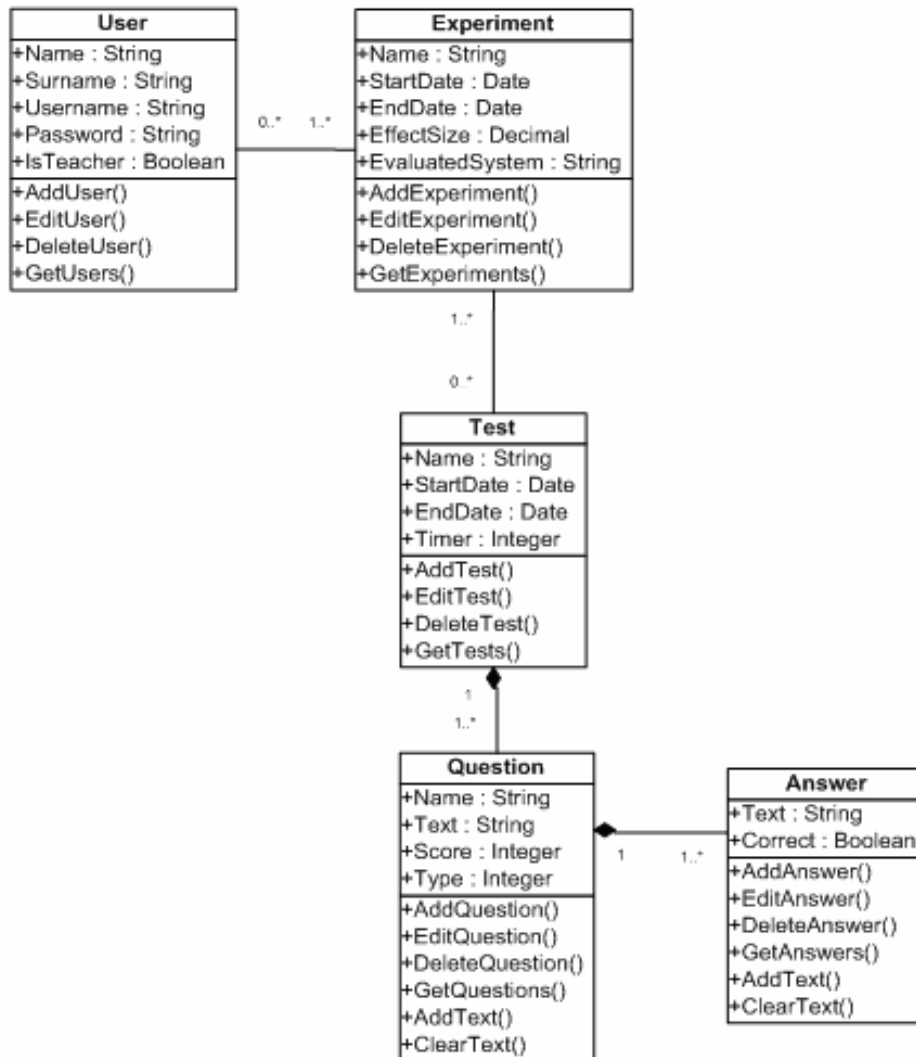 User
+Name : String
+Surname : String
+Username : String
+Password : String
+IsTeacher : Boolean
+AddUser()
+EditUser()
+DeleteUser()
+GetUsers()
0..*
1..*
Experiment
+Name : String
+StartDate : Date
+EndDate : Date
+EffectSize : Decimal
+EvaluatedSystem : String
+AddExperiment()
+EditExperiment()
+DeleteExperiment()
+GetExperiments()
1..*
0..*
Test
+Name : String
+StartDate : Date
+EndDate : Date
+Timer : Integer
+AddTest()
+EditTest()
+DeleteTest()
+GetTests()
1
1..*
Question
+Name : String
+Text : String
+Score : Integer
+Type : Integer
+AddQuestion()
+EditQuestion()
+DeleteQuestion()
+GetQuestions()
+AddText()
+ClearText()
1
1..*
Answer
+Text : String
+Correct : Boolean
+AddAnswer()
+EditAnswer()
+DeleteAnswer()
+GetAnswers()
+AddText()
+ClearText()